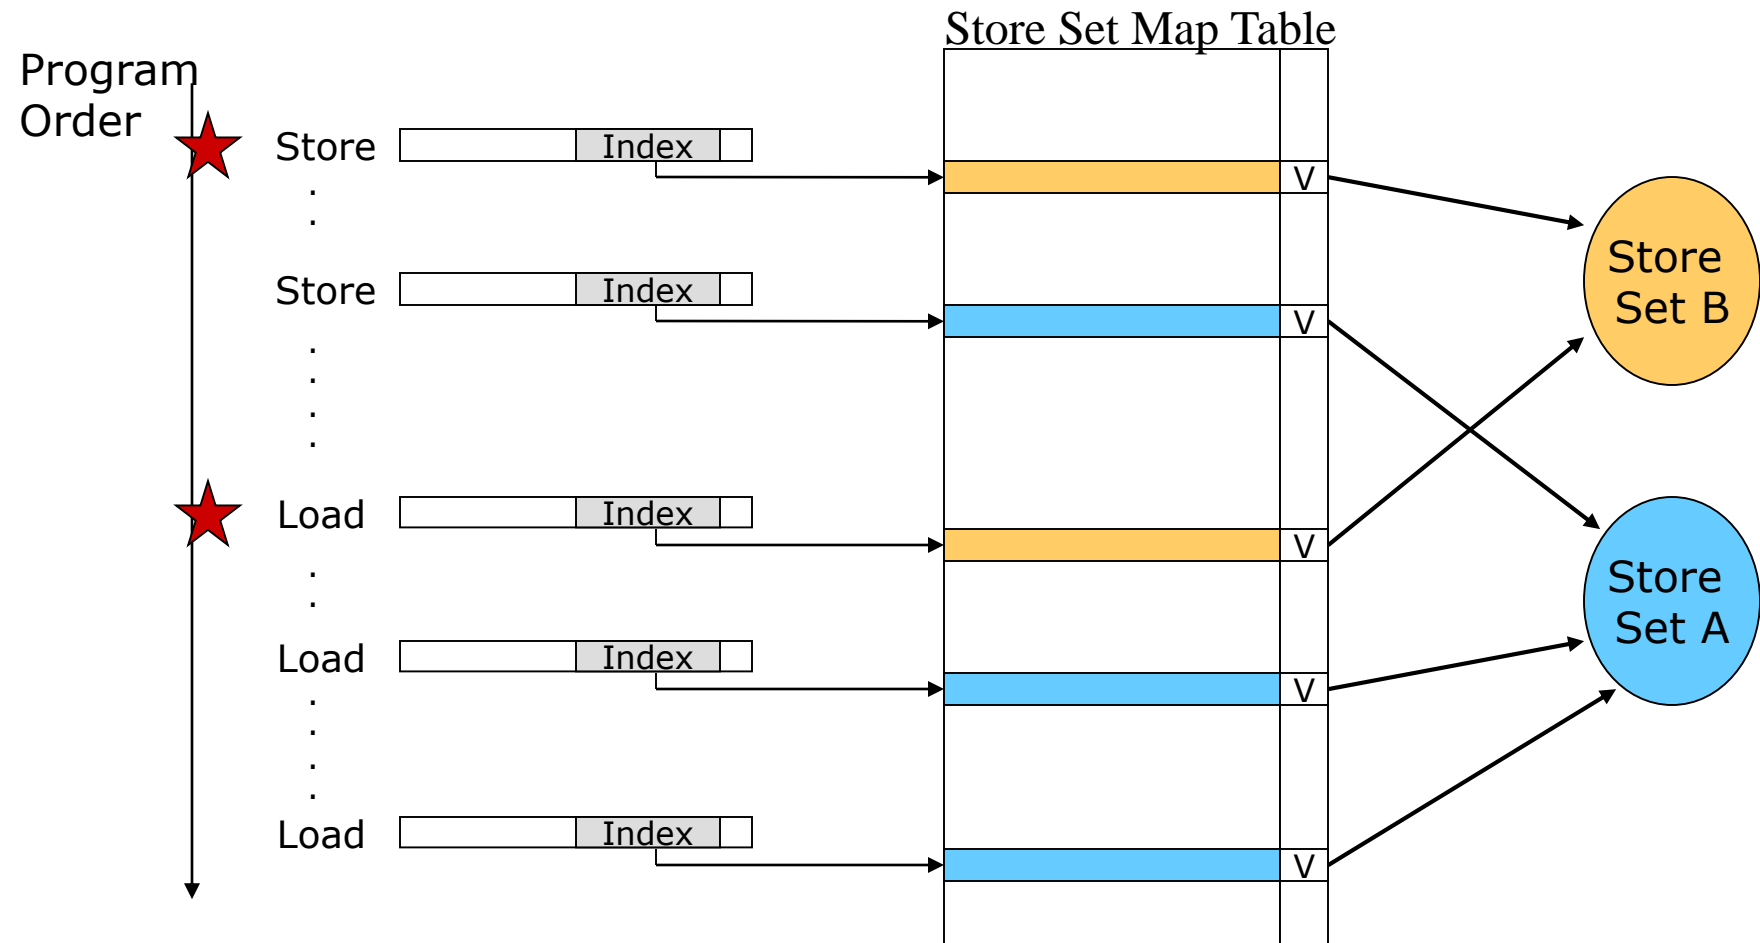 Store Set Map Table
Program
Order
Store Index
V
.
.
Store
Set B
Store Index
V
.
.
.
.
Load Index
V
.
.
Store
Set A
Load Index
V
.
.
.
.
Load Index
V